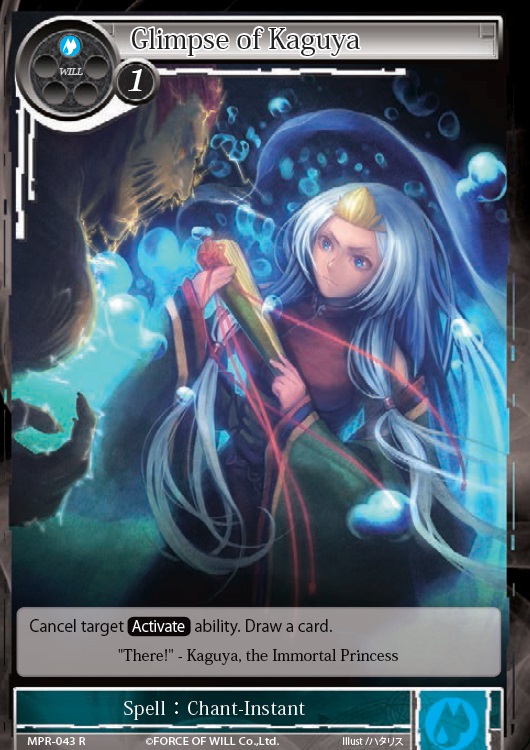 Glimpse of Kaguya
WILL
1
Cancel target Activate ability. Draw a card.
"There!" - Kaguya, the Immortal Princess
Spell : Chant-Instant
MPR-043 R ©FORCE OF WILL Co.,Ltd. Illust //ハタリス